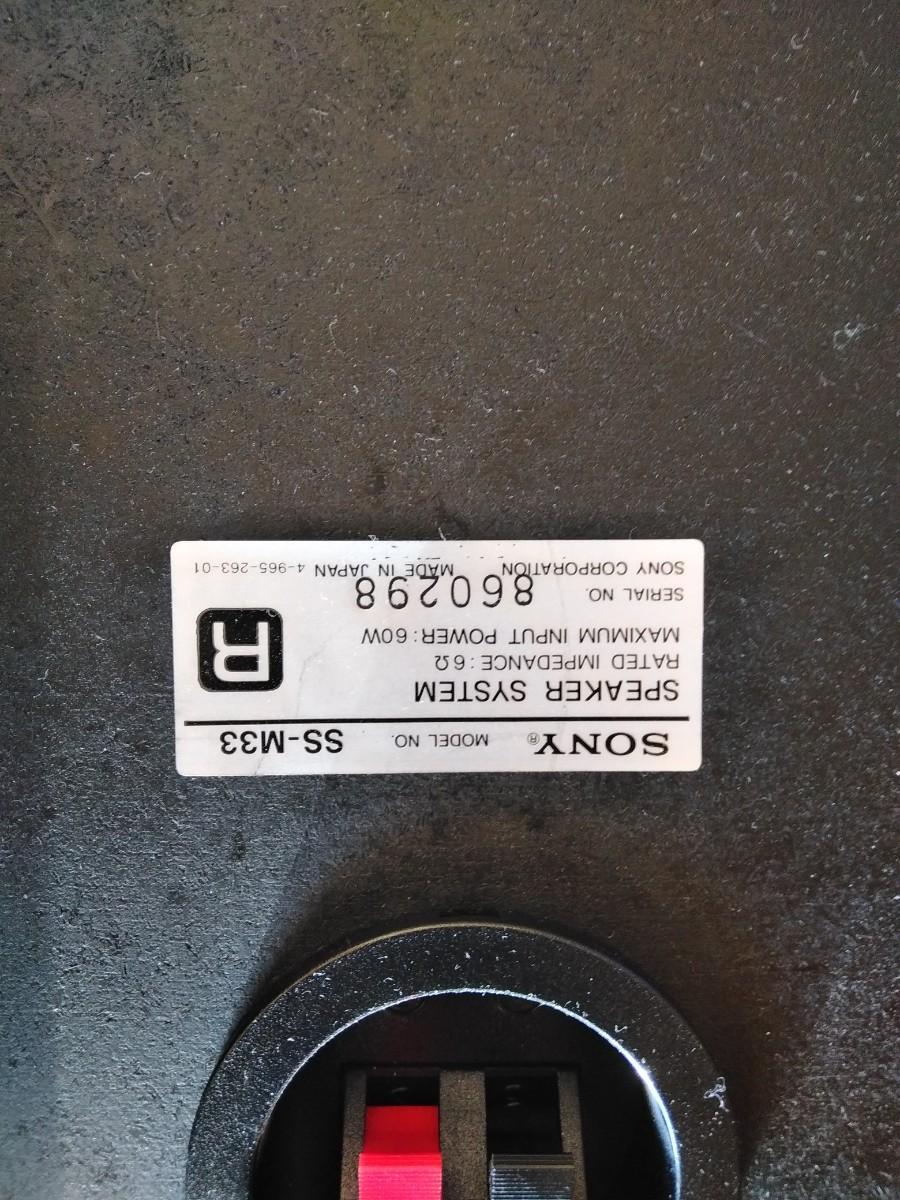 SONY® MODEL NO. SS-M33
SPEAKER SYSTEM
RATED IMPEDANCE:6Ω
MAXIMUM INPUT POWER:60W
SERIAL NO. 860298
SONY CORPORATION MADE IN JAPAN 4-965-263-01
R